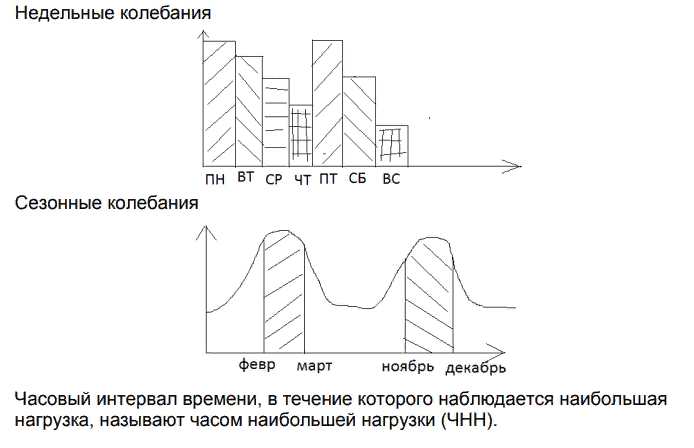 Недельные колебания
ПН ВТ СР ЧТ ПТ СБ ВС
Сезонные колебания
февр март ноябрь декабрь
Часовый интервал времени, в течение которого наблюдается наибольшая
нагрузка, называют часом наибольшей нагрузки (ЧНН).